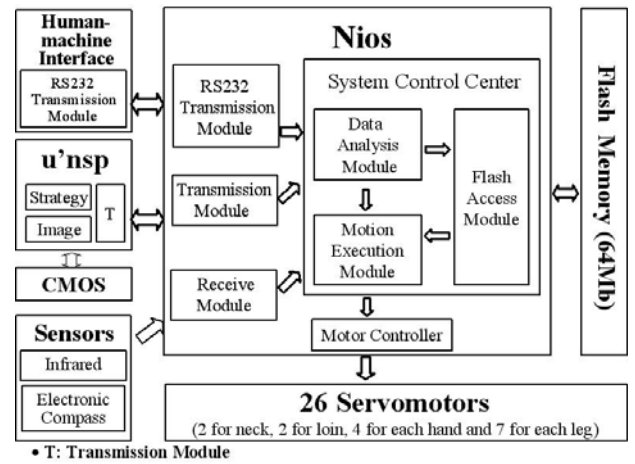 Human-
machine
Interface
RS232
Transmission
Module
u'nsp
Strategy
Image
T
CMOS
Sensors
Infrared
Electronic
Compass
Nios
RS232
Transmission
Module
Transmission
Module
Receive
Module
System Control Center
Data
Analysis
Module
Motion
Execution
Module
Flash
Access
Module
Motor Controller
Flash Memory (64Mb)
26 Servomotors
(2 for neck, 2 for loin, 4 for each hand and 7 for each leg)
• T: Transmission Module